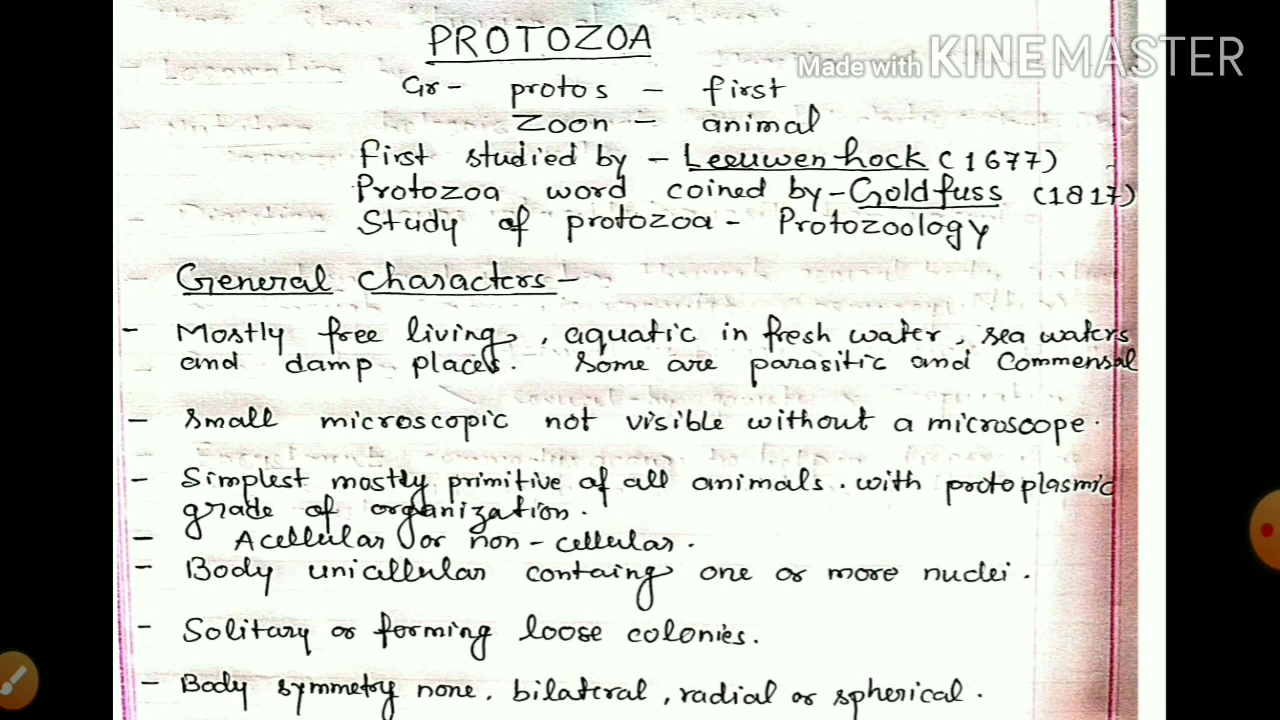 PROTOZOA
Made with KINEMASTER
Gr - protos - first
Zoon - animal
First studied by - Leeuwenhock (1677)
Protozoa word coined by - Goldfuss (1817)
Study of protozoa - Protozoology
General Characters -
- Mostly free living, aquatic in fresh water, sea waters
and damp places. Some are parasitic and Commensal
- Small microscopic not visible without a microscope.
- Simplest mostly primitive of all animals. with protoplasmic
grade of organization.
- Acellular or non-cellular.
- Body unicallular containg one or more nuclei.
- Solitary or forming loose colonies.
- Body symmetry none. bilateral, radial or spherical.